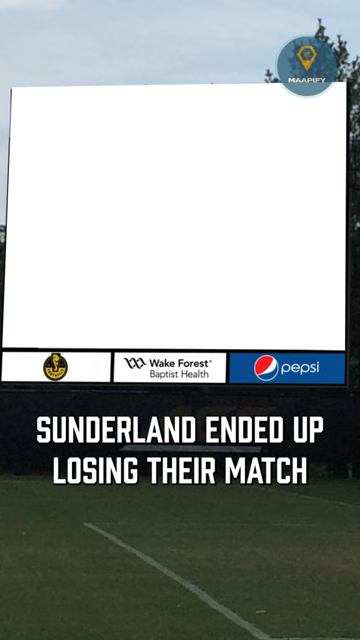 MAAPIFY
Wake Forest®
Baptist Health
pepsi
SUNDERLAND ENDED UP
LOSING THEIR MATCH